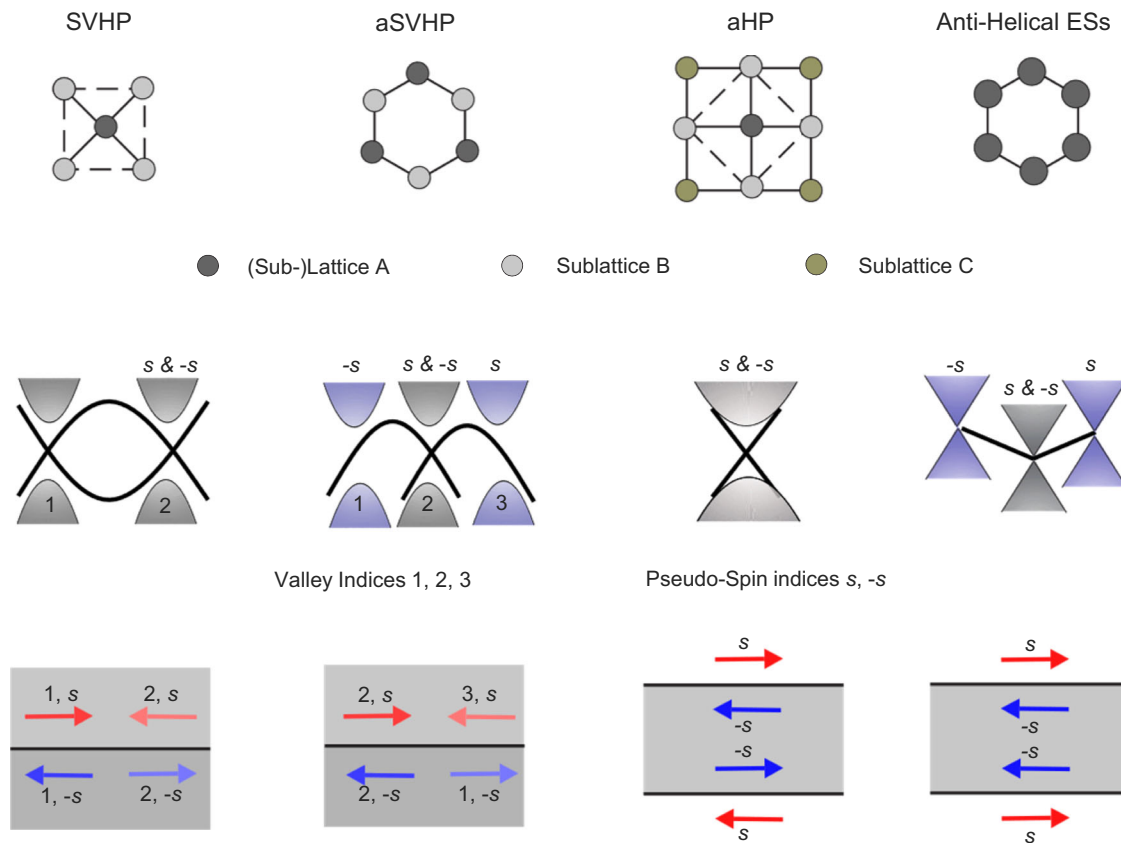 SVHP aSVHP aHP Anti-Helical ESs
(Sub-)Lattice A Sublattice B Sublattice C
s & -s -s s & -s s s & -s -s s & -s s
1 2 1 2 3
Valley Indices 1, 2, 3 Pseudo-Spin indices s, -s
s s
1, s 2, s 2, s 3, s
-s -s
-s -s
1, -s 2, -s 2, -s 1, -s
s s